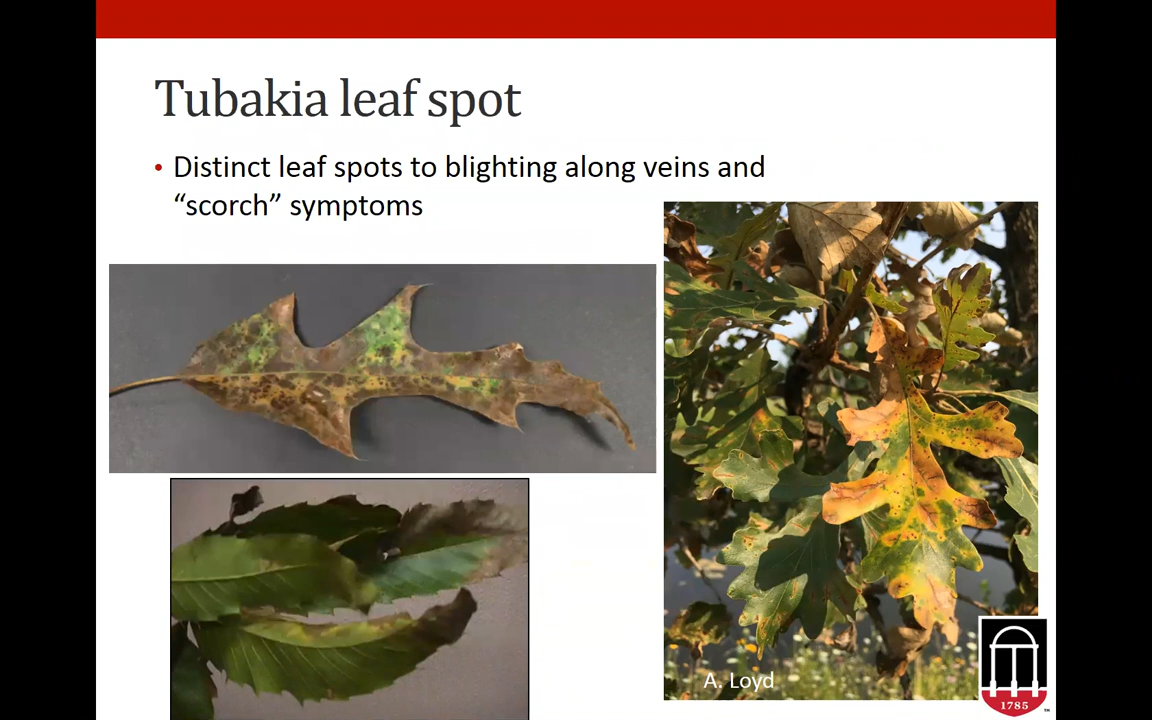 Tubakia leaf spot
• Distinct leaf spots to blighting along veins and
“scorch” symptoms
A. Loyd
1785